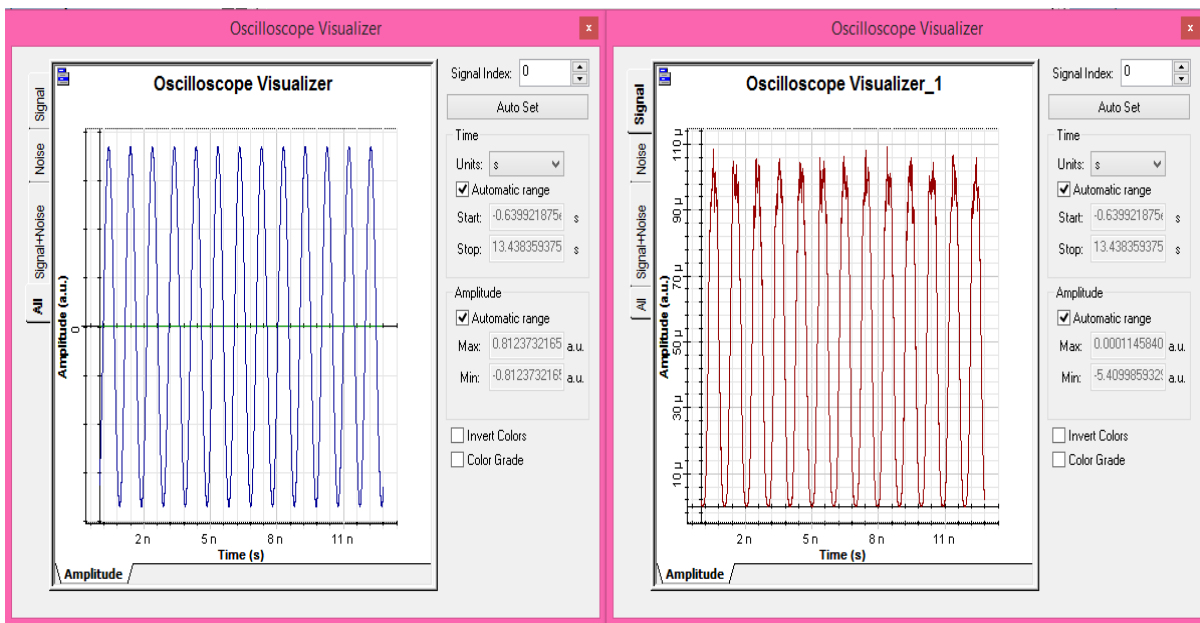 Oscilloscope Visualizer
x
Oscilloscope Visualizer
Signal
Noise
Signal+Noise
All
Amplitude (a.u.)
0
2 n 5 n 8 n 11 n
Time (s)
Amplitude
Signal Index: 0
Auto Set
Time
Units: s
Automatic range
Start: -0.639921875 s
Stop: 13.438359375 s
Amplitude
Automatic range
Max: 0.8123732165 a.u.
Min: -0.812373216 a.u.
Invert Colors
Color Grade
Oscilloscope Visualizer
x
Oscilloscope Visualizer_1
Signal
Noise
Signal+Noise
All
Amplitude (a.u.)
110 µ
90 µ
70 µ
50 µ
30 µ
10 µ
2 n 5 n 8 n 11 n
Time (s)
Amplitude
Signal Index: 0
Auto Set
Time
Units: s
Automatic range
Start: -0.639921875 s
Stop: 13.438359375 s
Amplitude
Automatic range
Max: 0.0001145840 a.u.
Min: -5.409985932 a.u.
Invert Colors
Color Grade